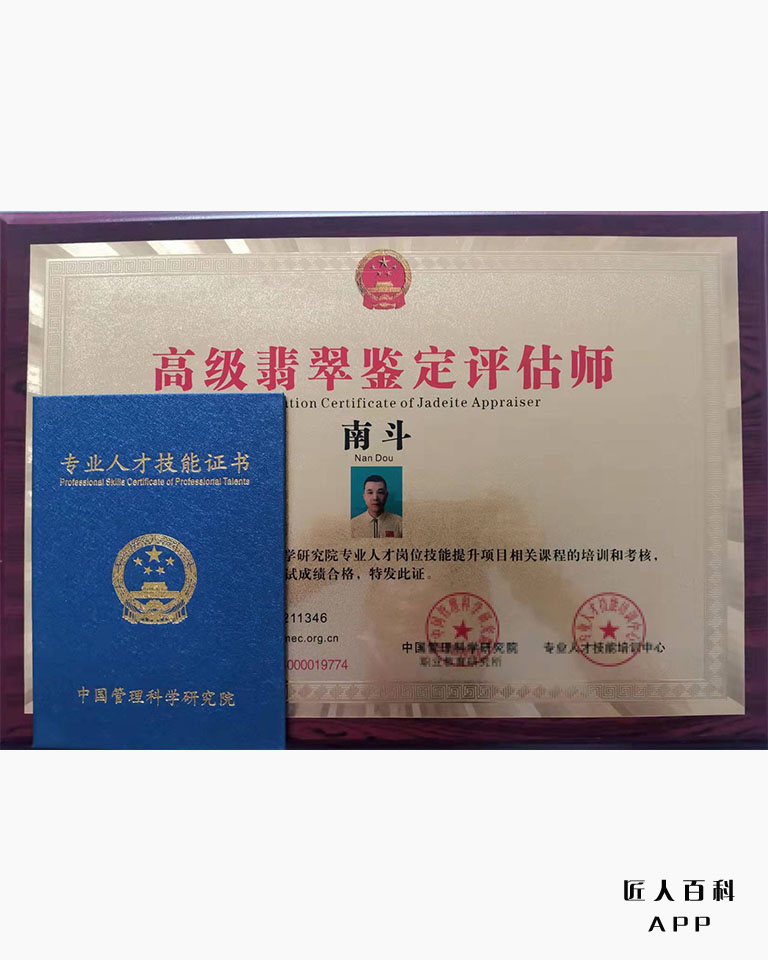 高级翡翠鉴定评估师
tion Certificate of Jadeite Appraiser
南斗
Nan Dou
学研究院专业人才岗位技能提升项目相关课程的培训和考核，
试成绩合格，特发此证。
211346
nec.org.cn
000019774
中国管理科学研究院
职业教育研究所
专业人才技能培训中心
专业人才技能证书
Professional Skills Certificate of Professional Talents
中国管理科学研究院
匠人百科
APP